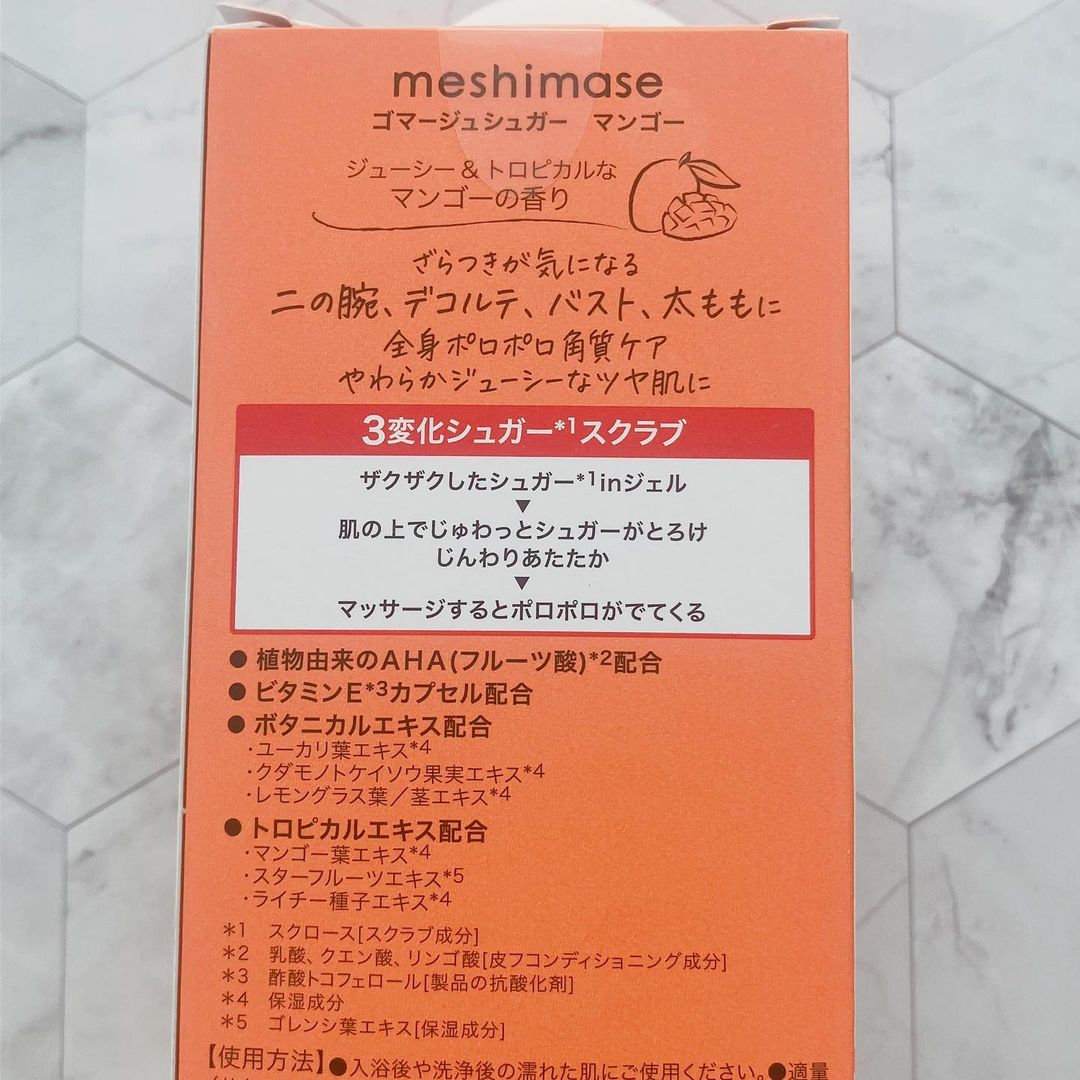 meshimase
ゴマージュシュガー　マンゴー
ジューシー&トロピカルな
マンゴーの香り
ざらつきが気になる
二の腕、デコルテ、バスト、太ももに
全身ポロポロ角質ケア
やわらかジューシーなツヤ肌に
3変化シュガー*1スクラブ
ザクザクしたシュガー*1inジェル
▼
肌の上でじゅわっとシュガーがとろけ
じんわりあたたか
▼
マッサージするとポロポロがでてくる
● 植物由来のAHA(フルーツ酸)*2配合
● ビタミンE*3カプセル配合
● ボタニカルエキス配合
・ユーカリ葉エキス*4
・クダモノトケイソウ果実エキス*4
・レモングラス葉／茎エキス*4
● トロピカルエキス配合
・マンゴー葉エキス*4
・スターフルーツエキス*5
・ライチー種子エキス*4
*1　スクロース[スクラブ成分]
*2　乳酸、クエン酸、リンゴ酸[皮フコンディショニング成分]
*3　酢酸トコフェロール[製品の抗酸化剤]
*4　保湿成分
*5　ゴレンシ葉エキス[保湿成分]
【使用方法】●入浴後や洗浄後の濡れた肌にご使用ください。●適量